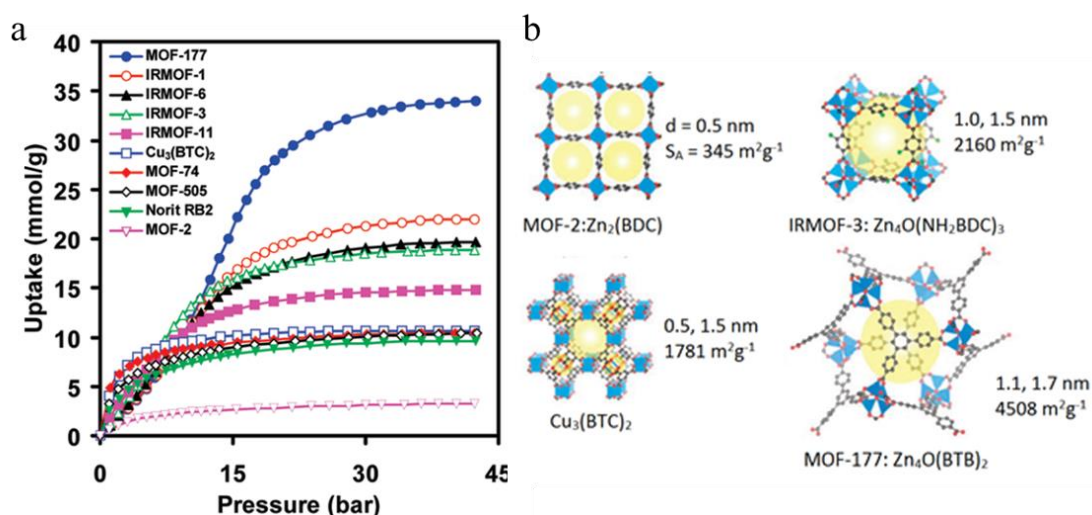 a
40
35
30
25
20
15
10
5
0
Uptake (mmol/g)
MOF-177
IRMOF-1
IRMOF-6
IRMOF-3
IRMOF-11
Cu₃(BTC)₂
MOF-74
MOF-505
Norit RB2
MOF-2
0 15 30 45
Pressure (bar)
b
d = 0.5 nm
S_A = 345 m²g⁻¹
MOF-2:Zn₂(BDC)
1.0, 1.5 nm
2160 m²g⁻¹
IRMOF-3: Zn₄O(NH₂BDC)₃
0.5, 1.5 nm
1781 m²g⁻¹
Cu₃(BTC)₂
1.1, 1.7 nm
4508 m²g⁻¹
MOF-177: Zn₄O(BTB)₂